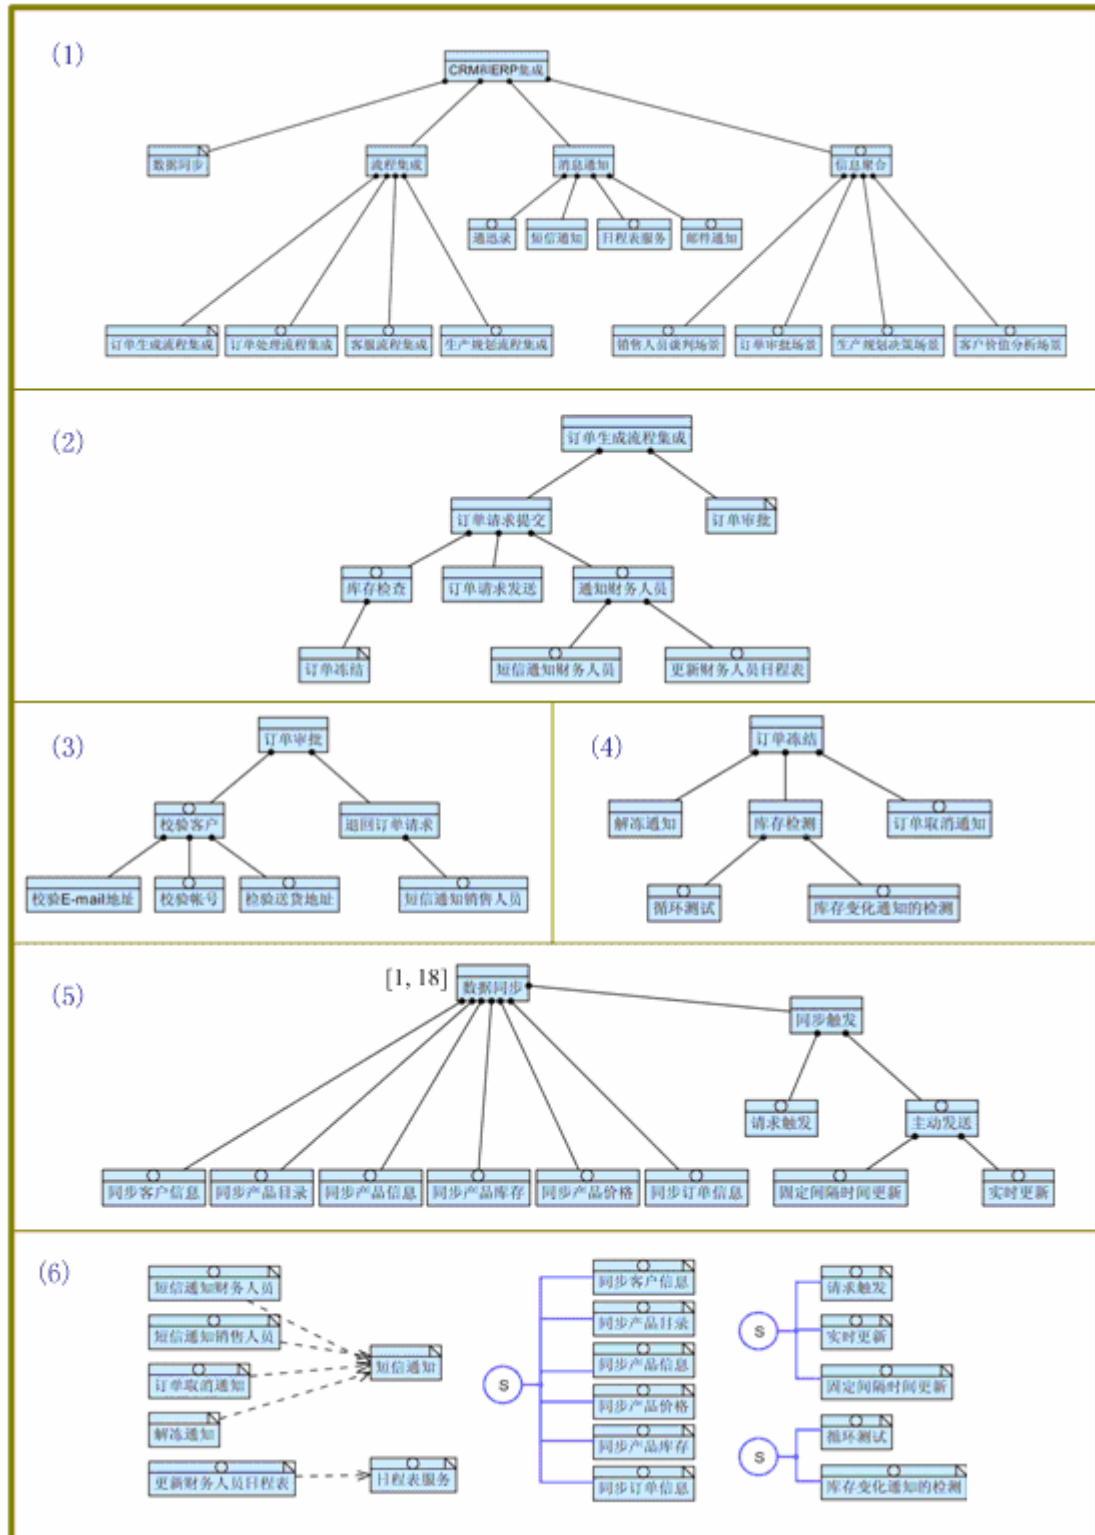 (1)
CRM和ERP集成
数据同步
流程集成
消息通知
信息聚合
通迅录
短信通知
日程表服务
邮件通知
订单生成流程集成
订单处理流程集成
客服流程集成
生产规划流程集成
销售人员谈判场景
订单审批场景
生产规划决策场景
客户价值分析场景
(2)
订单生成流程集成
订单请求提交
订单审批
库存检查
订单请求发送
通知财务人员
订单冻结
短信通知财务人员
更新财务人员日程表
(3)
订单审批
校验客户
退回订单请求
校验E-mail地址
校验帐号
检验送货地址
短信通知销售人员
(4)
订单冻结
解冻通知
库存检测
订单取消通知
循环测试
库存变化通知的检测
(5)
[1, 18]
数据同步
同步触发
请求触发
主动发送
同步客户信息
同步产品目录
同步产品信息
同步产品库存
同步产品价格
同步订单信息
固定间隔时间更新
实时更新
(6)
短信通知财务人员
短信通知销售人员
订单取消通知
解冻通知
更新财务人员日程表
短信通知
日程表服务
S
同步客户信息
同步产品目录
同步产品信息
同步产品价格
同步产品库存
同步订单信息
S
请求触发
实时更新
固定间隔时间更新
S
循环测试
库存变化通知的检测